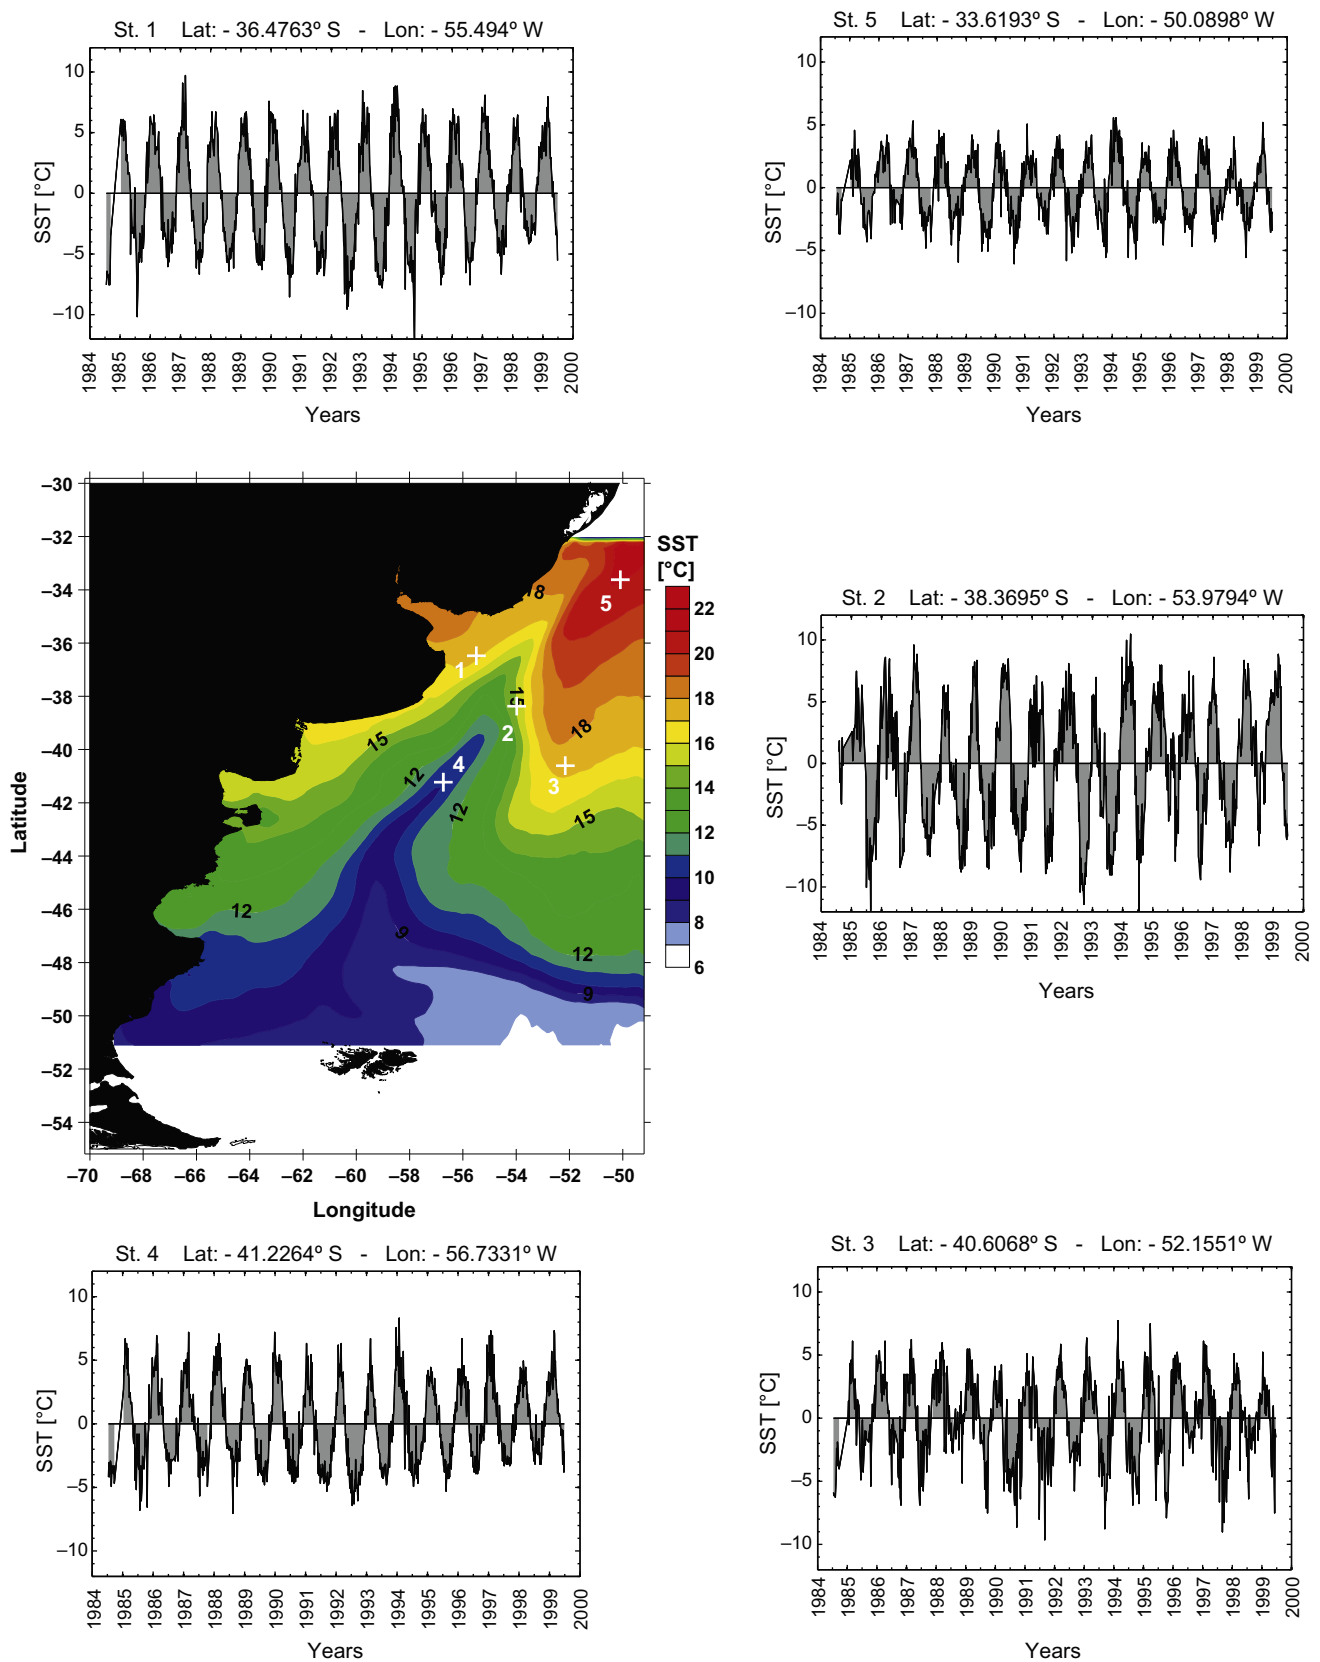 St. 1 Lat: - 36.4763º S - Lon: - 55.494º W
10
5
0
–5
–10
SST [°C]
1984 1985 1986 1987 1988 1989 1990 1991 1992 1993 1994 1995 1996 1997 1998 1999 2000
Years
St. 5 Lat: - 33.6193º S - Lon: - 50.0898º W
10
5
0
–5
–10
SST [°C]
1984 1985 1986 1987 1988 1989 1990 1991 1992 1993 1994 1995 1996 1997 1998 1999 2000
Years
–30
–32
–34
–36
–38
–40
–42
–44
–46
–48
–50
–52
–54
Latitude
–70 –68 –66 –64 –62 –60 –58 –56 –54 –52 –50
Longitude
18
5
1
15
2
18
15
4
12
3
12
15
12
9
12
9
SST
[°C]
22
20
18
16
14
12
10
8
6
St. 2 Lat: - 38.3695º S - Lon: - 53.9794º W
10
5
0
–5
–10
SST [°C]
1984 1985 1986 1987 1988 1989 1990 1991 1992 1993 1994 1995 1996 1997 1998 1999 2000
Years
St. 4 Lat: - 41.2264º S - Lon: - 56.7331º W
10
5
0
–5
–10
SST [°C]
1984 1985 1986 1987 1988 1989 1990 1991 1992 1993 1994 1995 1996 1997 1998 1999 2000
Years
St. 3 Lat: - 40.6068º S - Lon: - 52.1551º W
10
5
0
–5
–10
SST [°C]
1984 1985 1986 1987 1988 1989 1990 1991 1992 1993 1994 1995 1996 1997 1998 1999 2000
Years